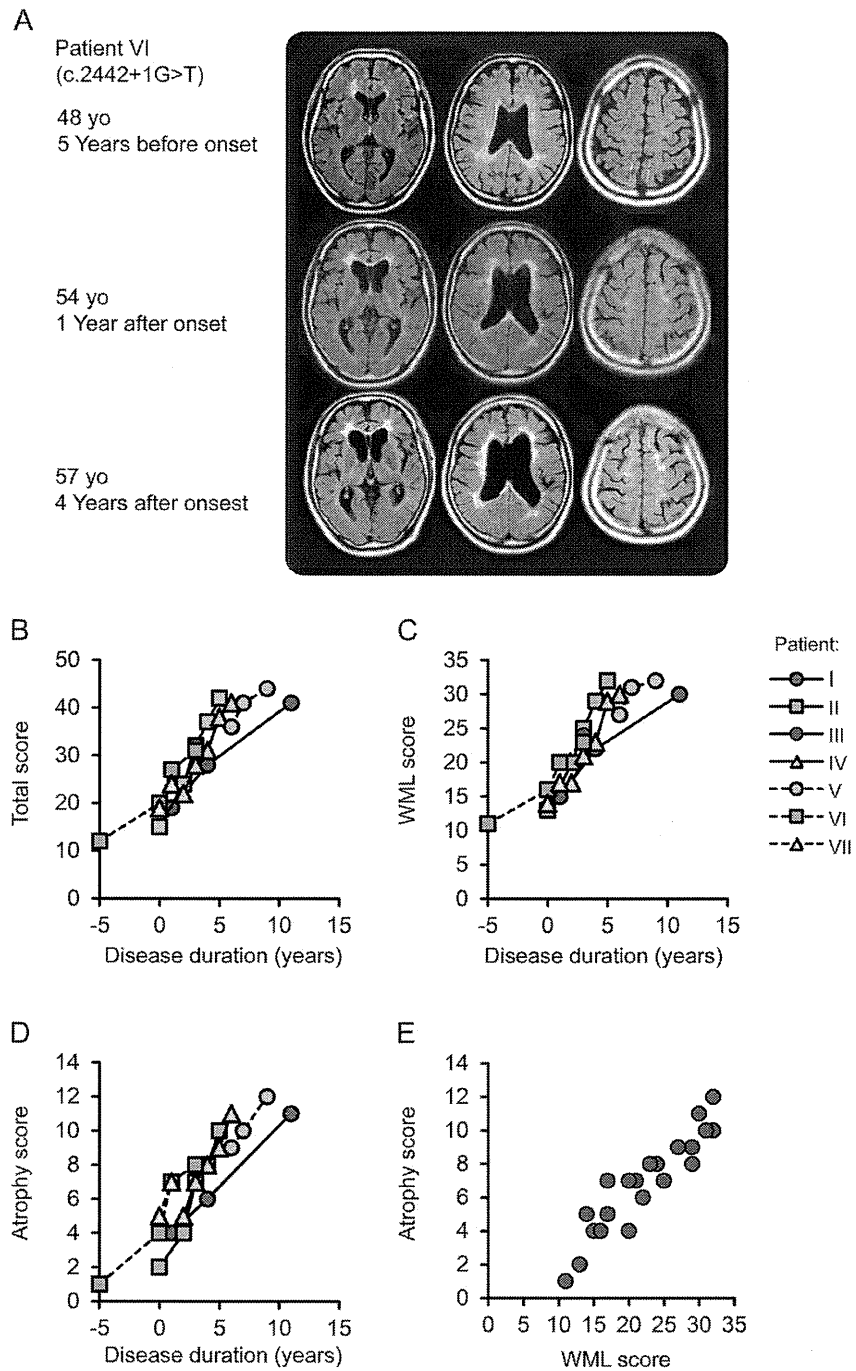 A
Patient VI
(c.2442+1G>T)
48 yo
5 Years before onset
54 yo
1 Year after onset
57 yo
4 Years after onsest
B
50
40
30
20
10
0
Total score
-5 0 5 10 15
Disease duration (years)
C
35
30
25
20
15
10
5
0
WML score
-5 0 5 10 15
Disease duration (years)
Patient:
I
II
III
IV
V
VI
VII
D
14
12
10
8
6
4
2
0
Atrophy score
-5 0 5 10 15
Disease duration (years)
E
14
12
10
8
6
4
2
0
Atrophy score
0 5 10 15 20 25 30 35
WML score